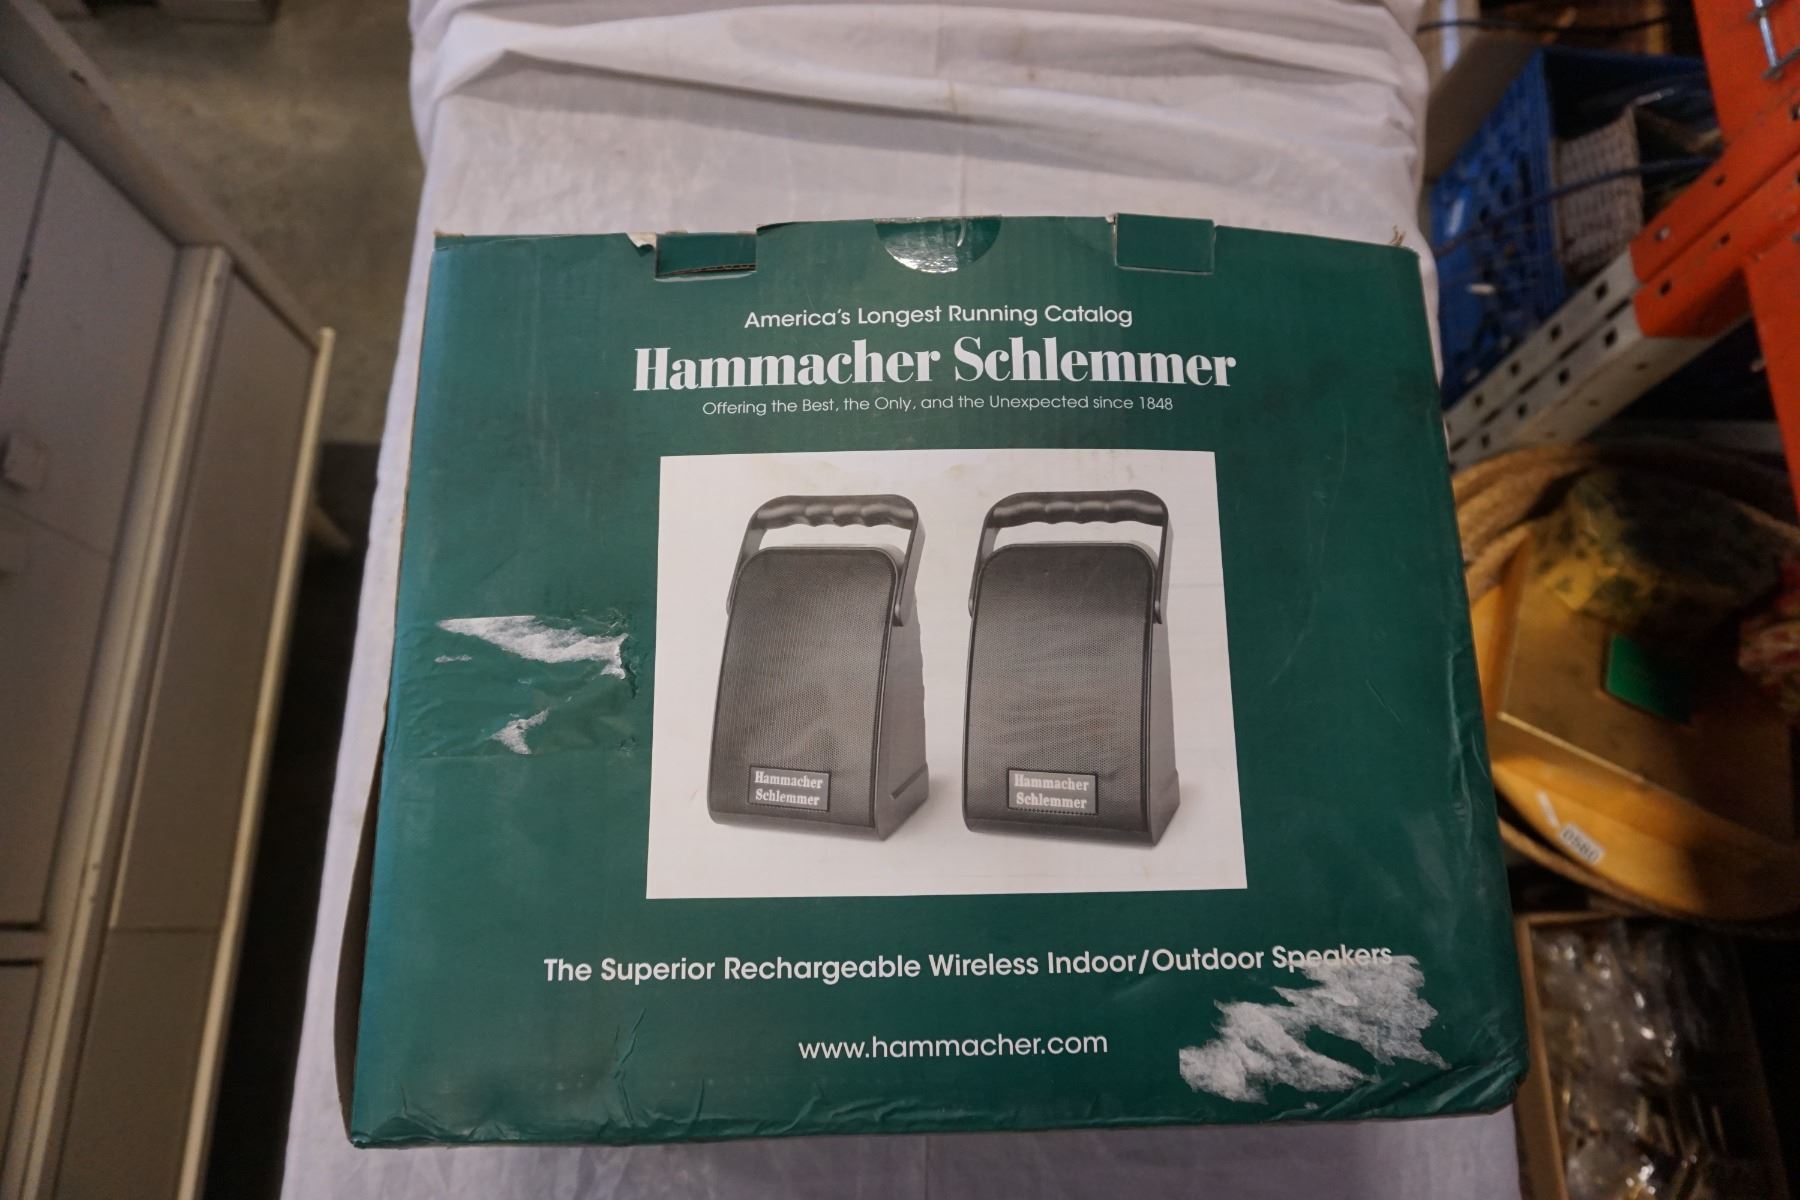 America's Longest Running Catalog
Hammacher Schlemmer
Offering the Best, the Only, and the Unexpected since 1848
Hammacher
Schlemmer
Hammacher
Schlemmer
The Superior Rechargeable Wireless Indoor/Outdoor Speakers
www.hammacher.com
0560